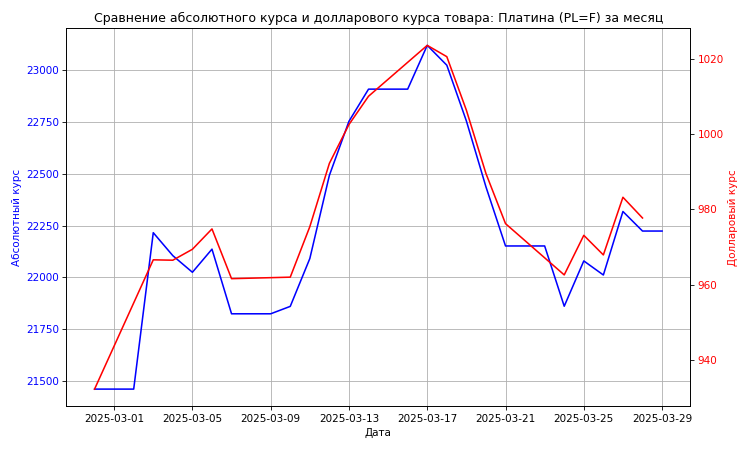 Сравнение абсолютного курса и долларового курса товара: Платина (PL=F) за месяц
Абсолютный курс
23000
22750
22500
22250
22000
21750
21500
1020
1000
980
960
940
Долларовый курс
2025-03-01 2025-03-05 2025-03-09 2025-03-13 2025-03-17 2025-03-21 2025-03-25 2025-03-29
Дата